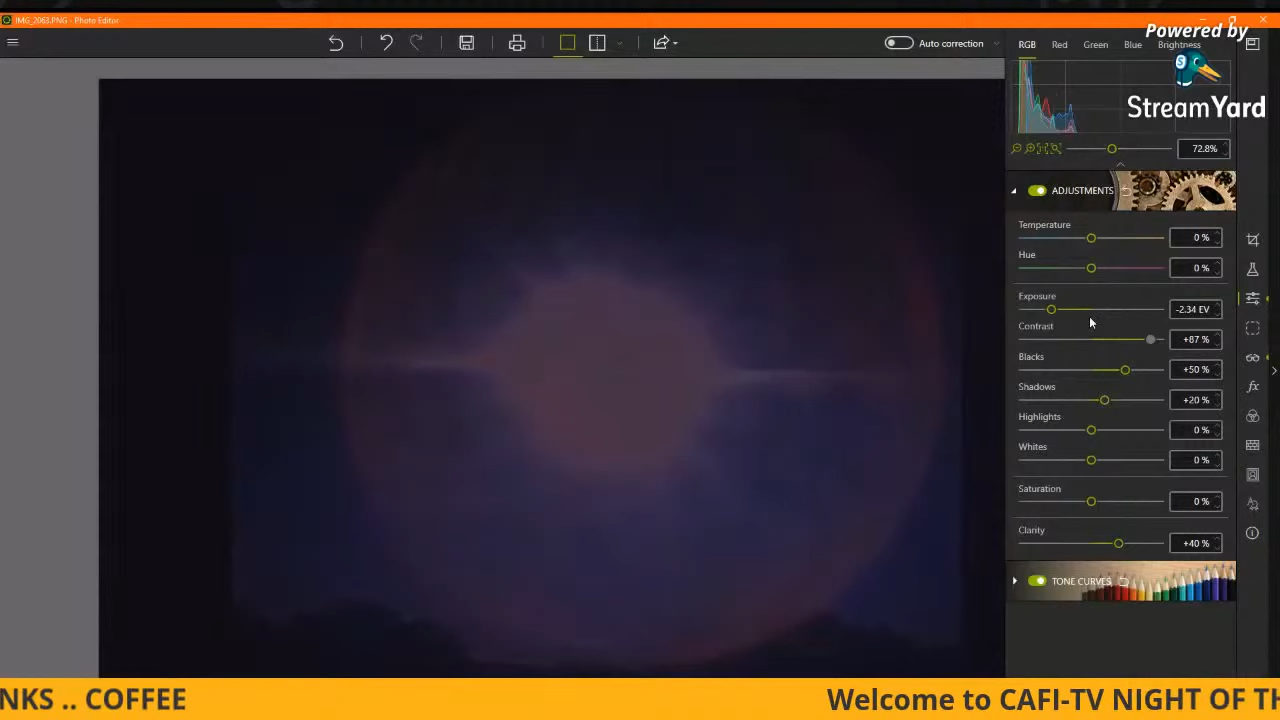 IMG_2063.PNG - Photo Editor
Powered by
StreamYard
Auto correction
RGB Red Green Blue Brightness
72.8%
ADJUSTMENTS
Temperature
0 %
Hue
0 %
Exposure
-2.34 EV
Contrast
+87 %
Blacks
+50 %
Shadows
+20 %
Highlights
0 %
Whites
0 %
Saturation
0 %
Clarity
+40 %
TONE CURVES
NKS .. COFFEE
Welcome to CAFI-TV NIGHT OF TH